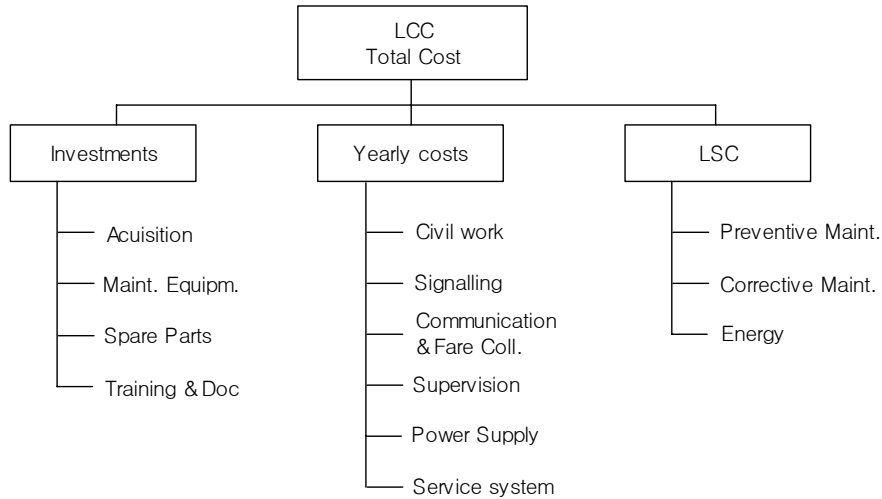 LCC
Total Cost
Investments
Yearly costs
LSC
Acuisition
Maint. Equipm.
Spare Parts
Training & Doc
Civil work
Signalling
Communication
& Fare Coll.
Supervision
Power Supply
Service system
Preventive Maint.
Corrective Maint.
Energy